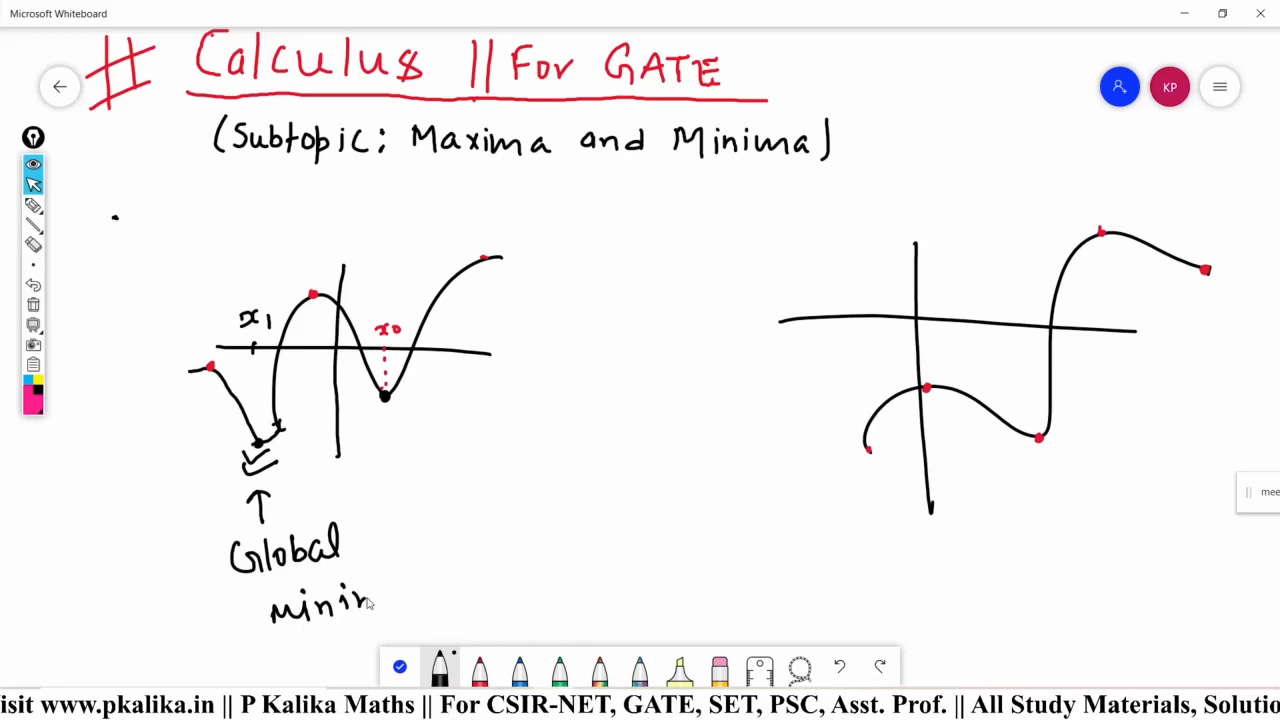 Microsoft Whiteboard
# Calculus || For GATE
KP
(Subtopic: Maxima and Minima)
x1
x0
Global
mee
isit www.pkalika.in || P Kalika Maths || For CSIR-NET, GATE, SET, PSC, Asst. Prof. || All Study Materials, Solutio